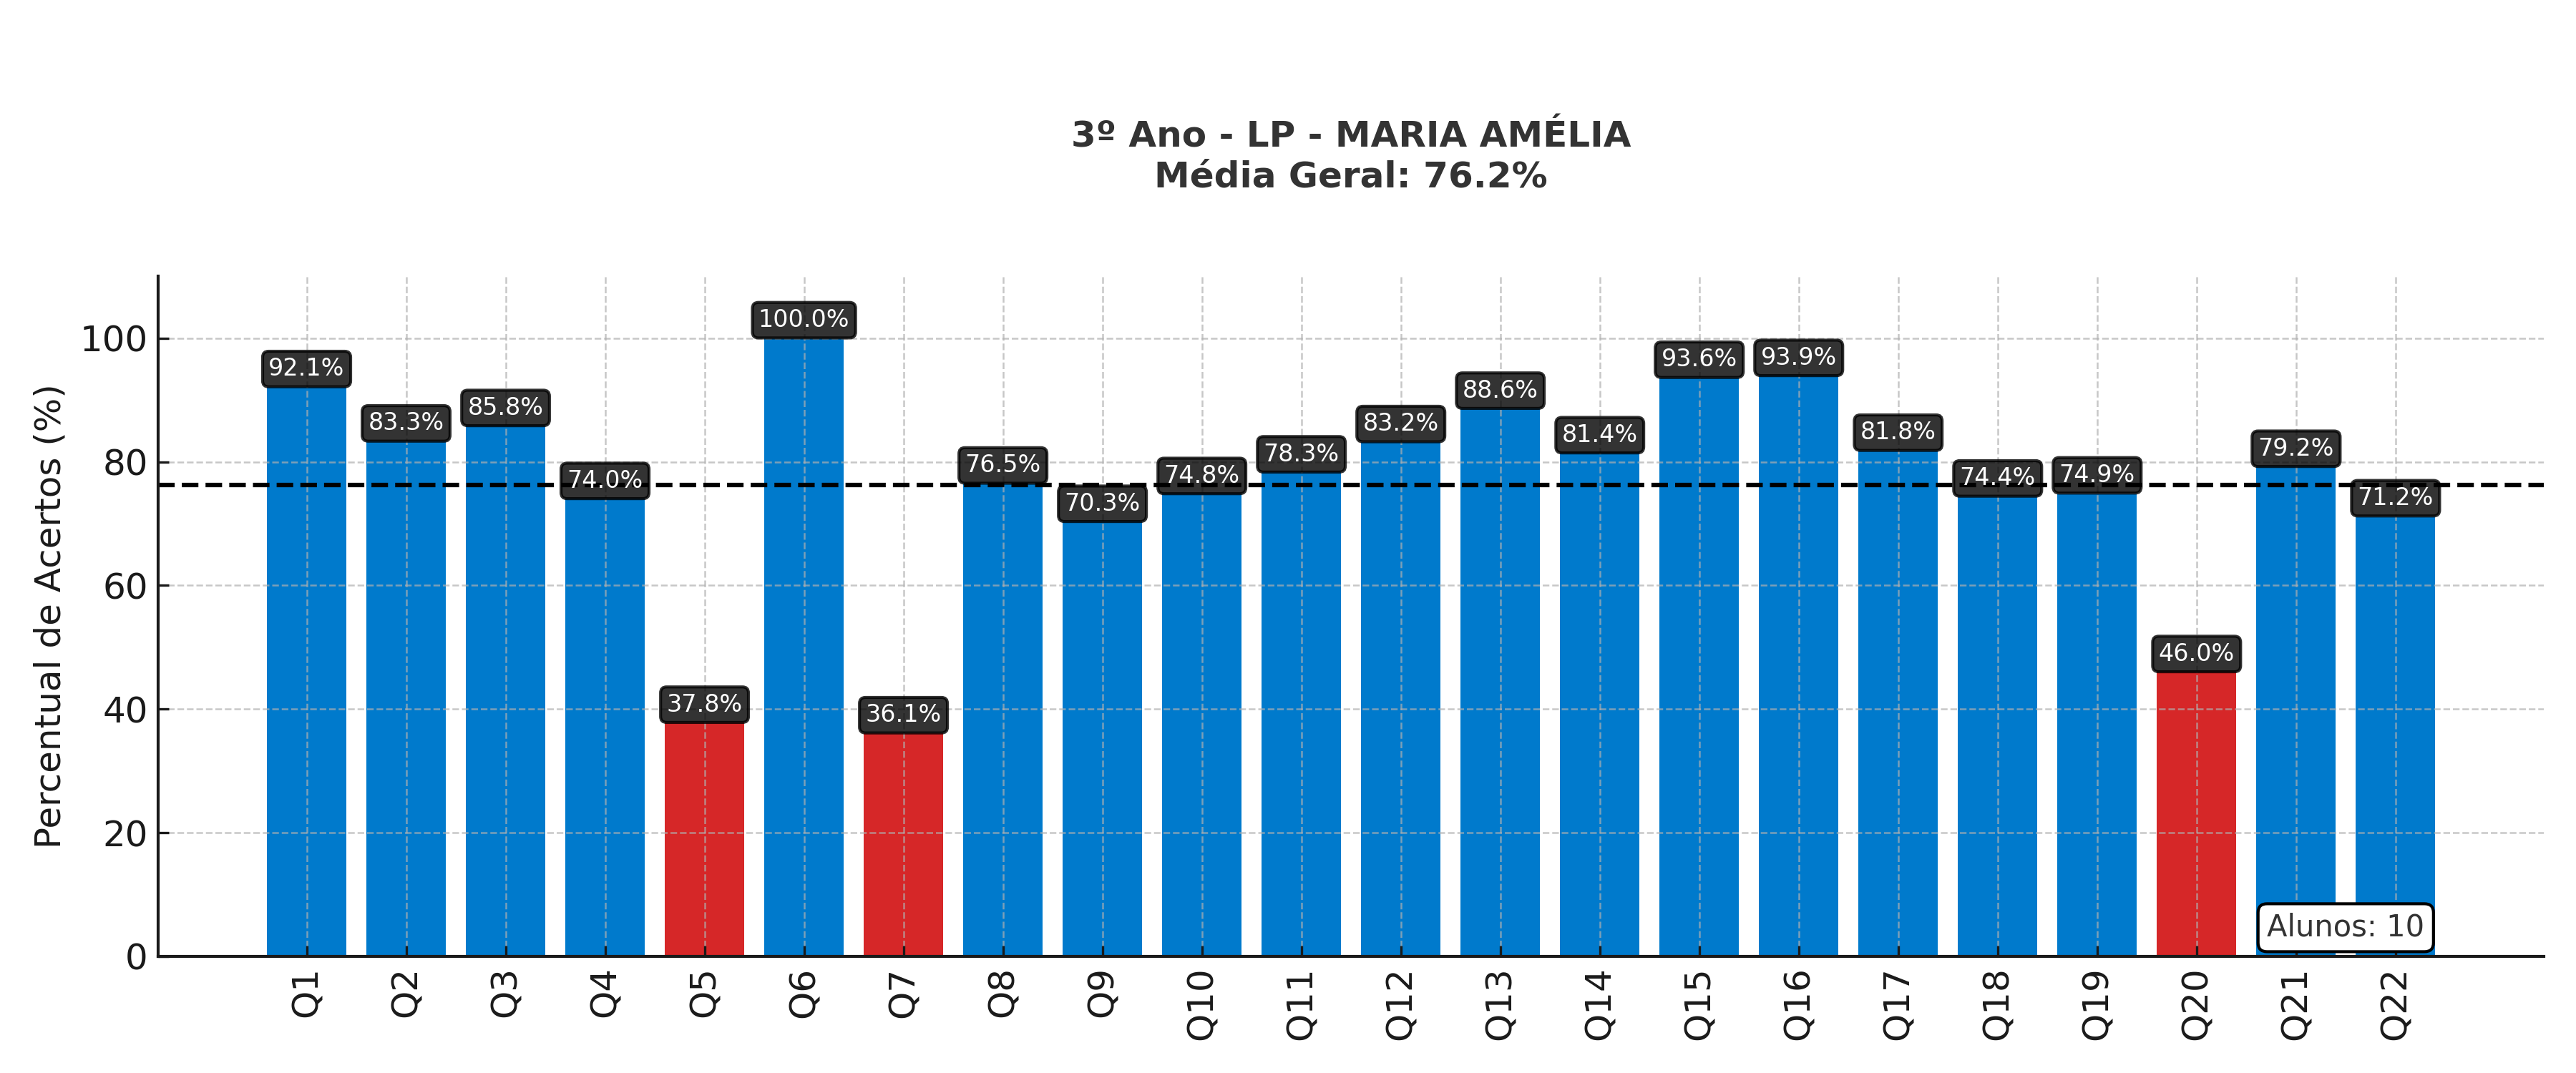 3º Ano - LP - MARIA AMÉLIA
Média Geral: 76.2%
Percentual de Acertos (%)
100
80
60
40
20
0
92.1%
83.3%
85.8%
74.0%
37.8%
100.0%
36.1%
76.5%
70.3%
74.8%
78.3%
83.2%
88.6%
81.4%
93.6%
93.9%
81.8%
74.4%
74.9%
46.0%
79.2%
71.2%
Alunos: 10
Q1
Q2
Q3
Q4
Q5
Q6
Q7
Q8
Q9
Q10
Q11
Q12
Q13
Q14
Q15
Q16
Q17
Q18
Q19
Q20
Q21
Q22